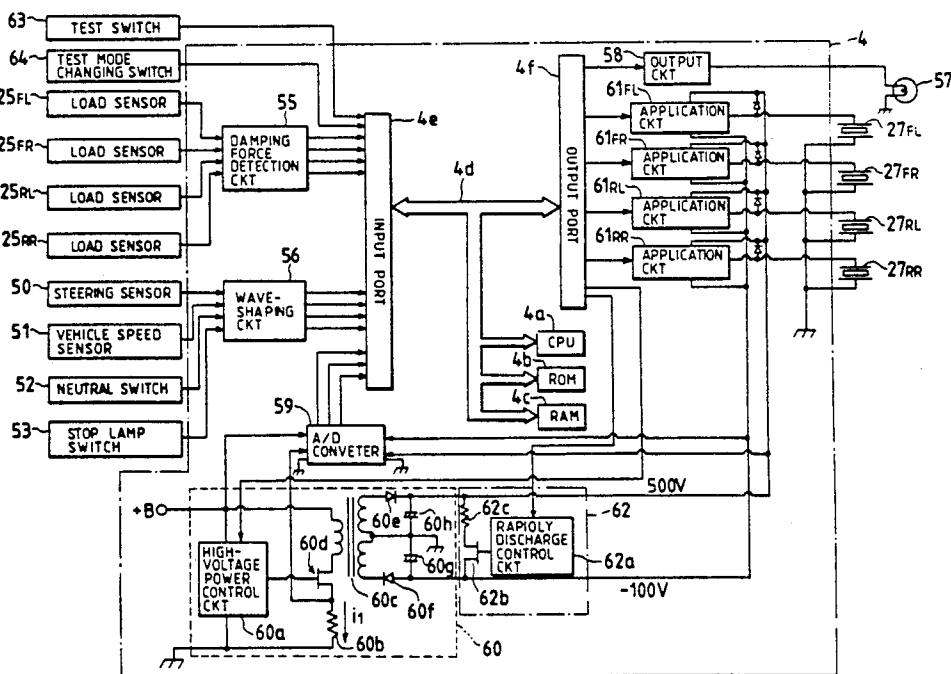 63
TEST SWITCH
64
TEST MODE
CHANGING SWITCH
25FL
LOAD SENSOR
25FR
LOAD SENSOR
25RL
LOAD SENSOR
25RR
LOAD SENSOR
50
STEERING SENSOR
51
VEHICLE SPEED
SENSOR
52
NEUTRAL SWITCH
53
STOP LAMP
SWITCH
55
DAMPING
FORCE
DETECTION
CKT
56
WAVE-
SHAPING
CKT
59
A/D
CONVETER
4e
INPUT PORT
4d
4f
OUTPUT PORT
4
58
OUTPUT
CKT
57
61FL
APPLICATION
CKT
61FR
APPLICATION
CKT
61RL
APPLICATION
CKT
61RR
APPLICATION
CKT
27FL
27FR
27RL
27RR
4a
CPU
4b
ROM
4c
RAM
+B
HIGH-
VOLTAGE
POWER
CONTROL
CKT
60a
60d
i1
60b
60c
60e
60f
60h
60g
60
500V
62c
RAPIOLY
DISCHARGE
CONTROL
CKT
62
62a
62b
-100V